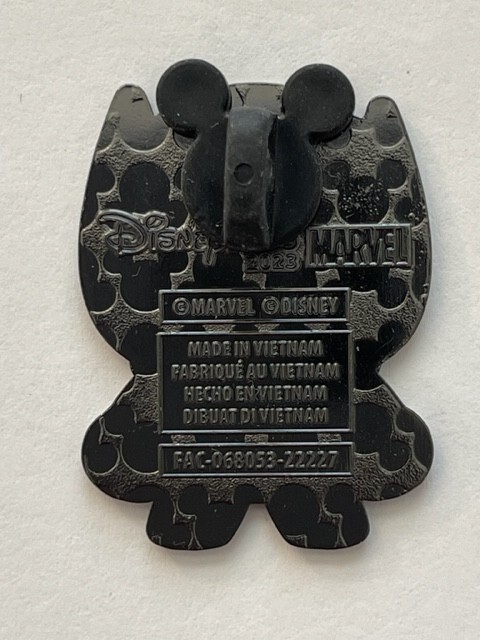 Disney
2023
MARVEL
©MARVEL ©DISNEY
MADE IN VIETNAM
FABRIQUÉ AU VIETNAM
HECHO EN VIETNAM
DIBUAT DI VIETNAM
FAC-068053-22227